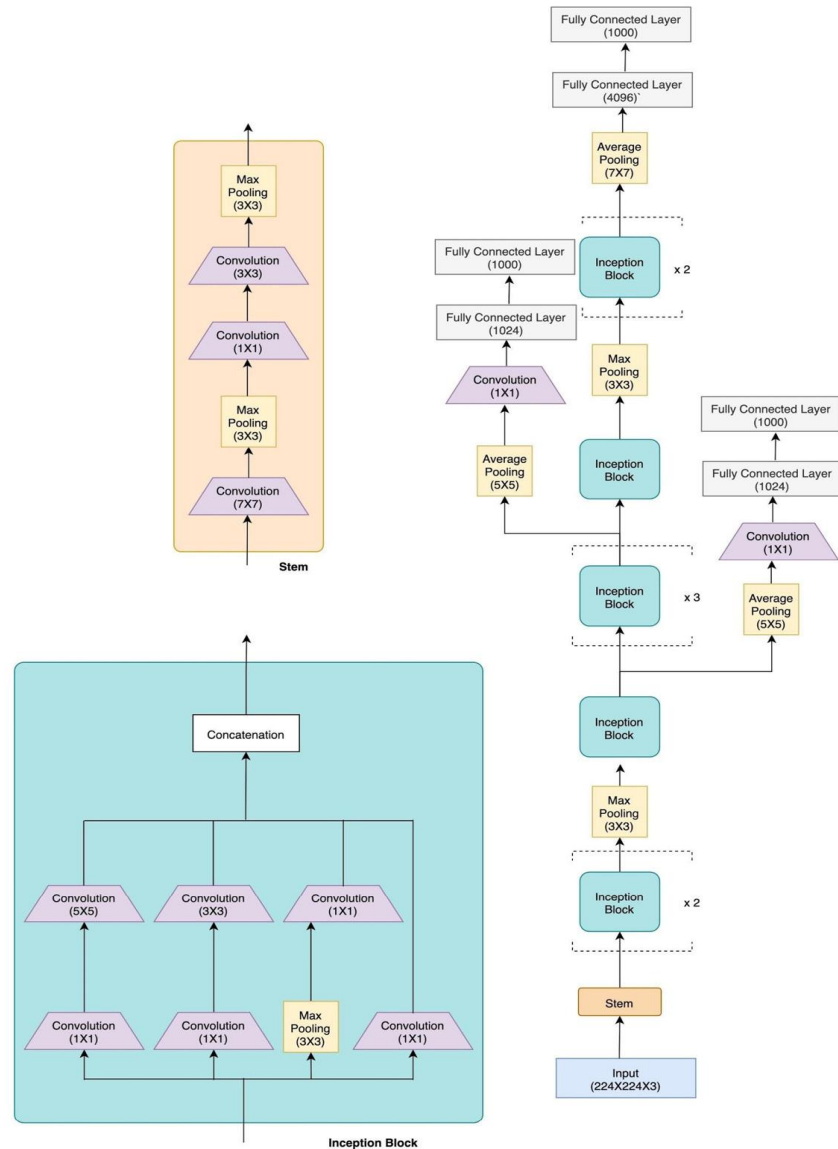 Max
Pooling
(3X3)
Convolution
(3X3)
Convolution
(1X1)
Max
Pooling
(3X3)
Convolution
(7X7)
Stem
Concatenation
Convolution
(5X5)
Convolution
(3X3)
Convolution
(1X1)
Convolution
(1X1)
Convolution
(1X1)
Max
Pooling
(3X3)
Convolution
(1X1)
Inception Block
Fully Connected Layer
(1000)
Fully Connected Layer
(4096)`
Average
Pooling
(7X7)
Inception
Block
x 2
Fully Connected Layer
(1000)
Fully Connected Layer
(1024)
Convolution
(1X1)
Average
Pooling
(5X5)
Max
Pooling
(3X3)
Inception
Block
Fully Connected Layer
(1000)
Fully Connected Layer
(1024)
Convolution
(1X1)
Average
Pooling
(5X5)
Inception
Block
x 3
Inception
Block
Max
Pooling
(3X3)
Inception
Block
x 2
Stem
Input
(224X224X3)